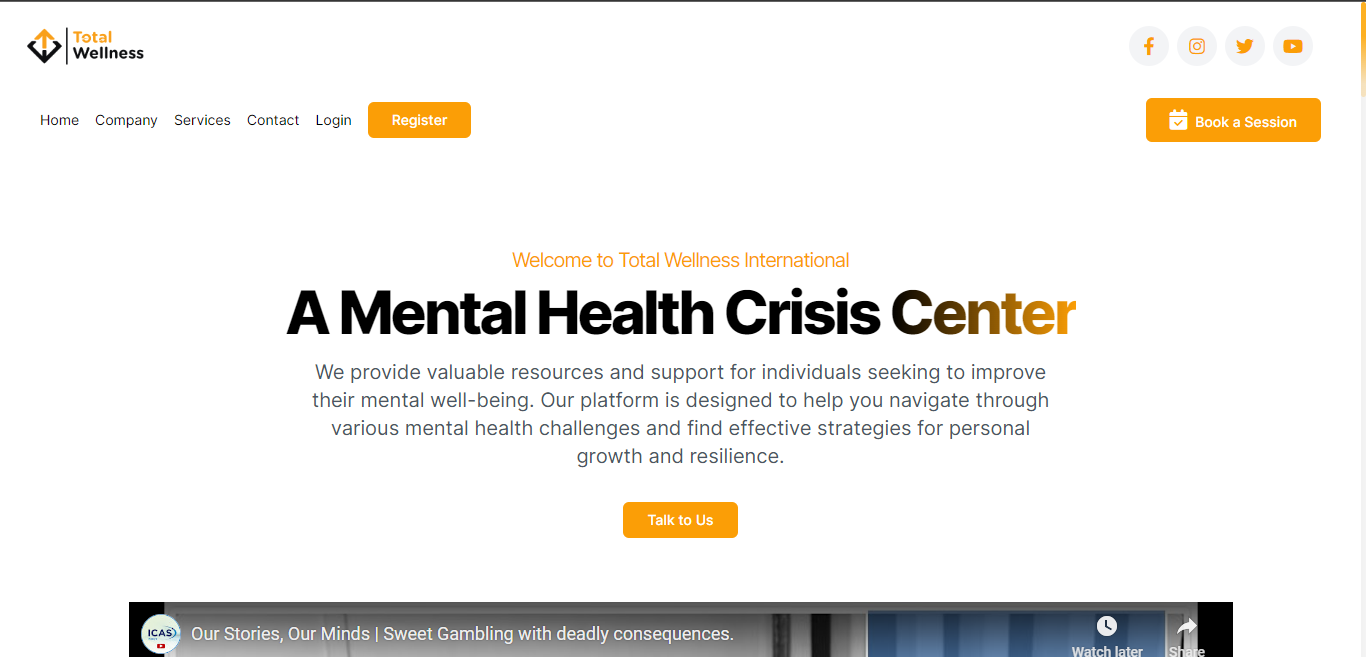 Total
Wellness
Home Company Services Contact Login Register Book a Session
Welcome to Total Wellness International
A Mental Health Crisis Center
We provide valuable resources and support for individuals seeking to improve
their mental well-being. Our platform is designed to help you navigate through
various mental health challenges and find effective strategies for personal
growth and resilience.
Talk to Us
ICAS
Our Stories, Our Minds | Sweet Gambling with deadly consequences.
Watch later Share